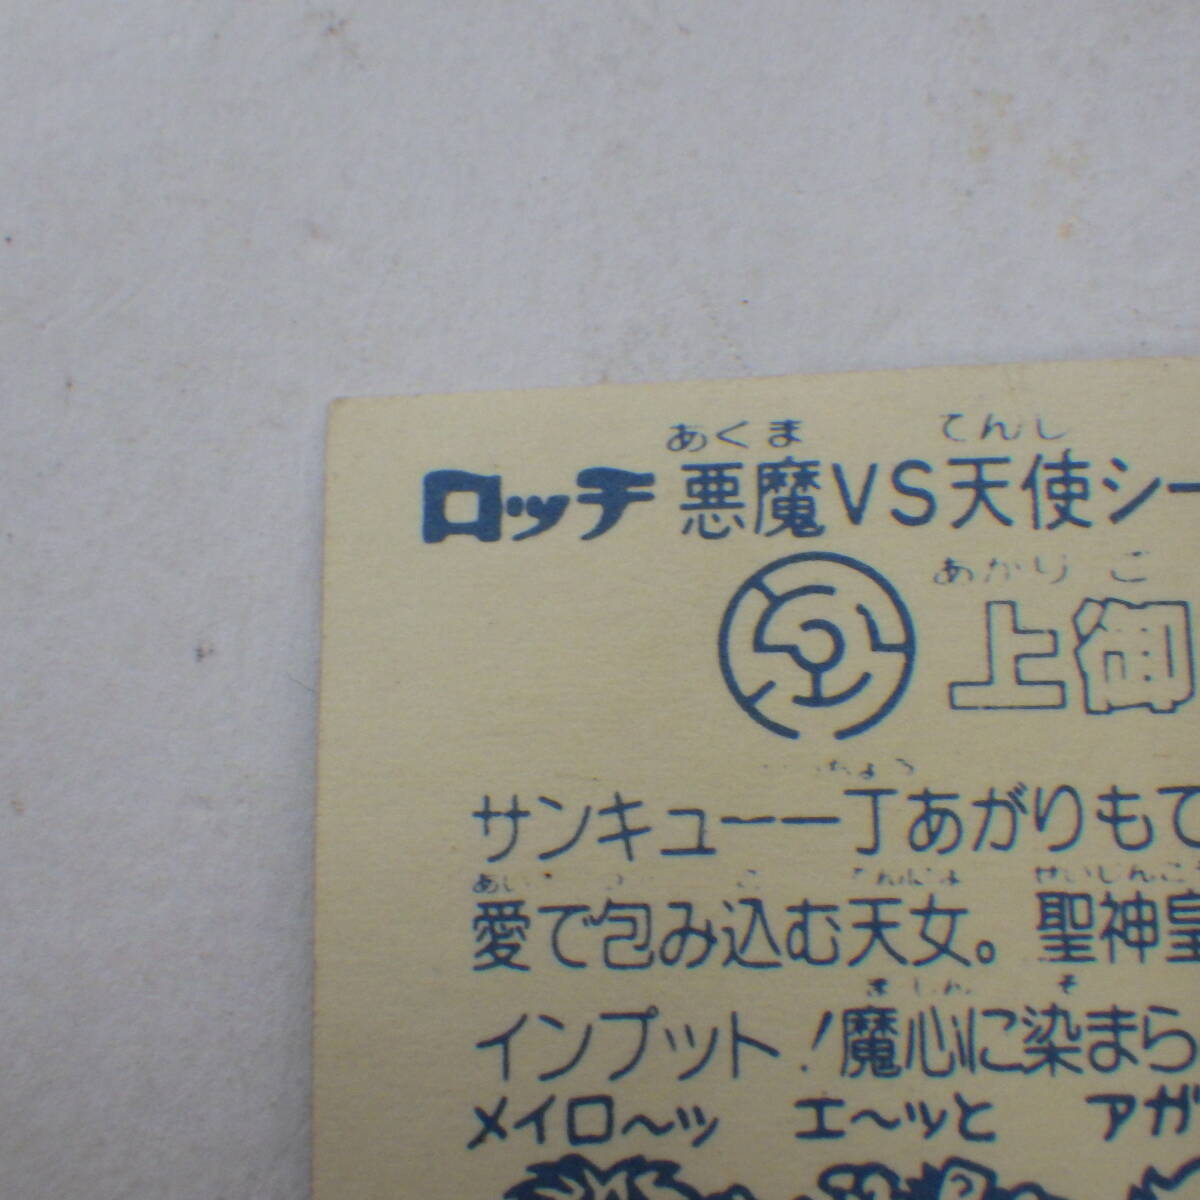 あくま てんし
ロッチ 悪魔VS天使シー
あかりご
上御
ちょう
サンキュー一丁あがりもて
あい てんにょ せいしんこう
愛で包み込む天女。聖神皇
ましん そ
インプット!魔心に染まら
メイロ〜ッ エ〜ッと アガ